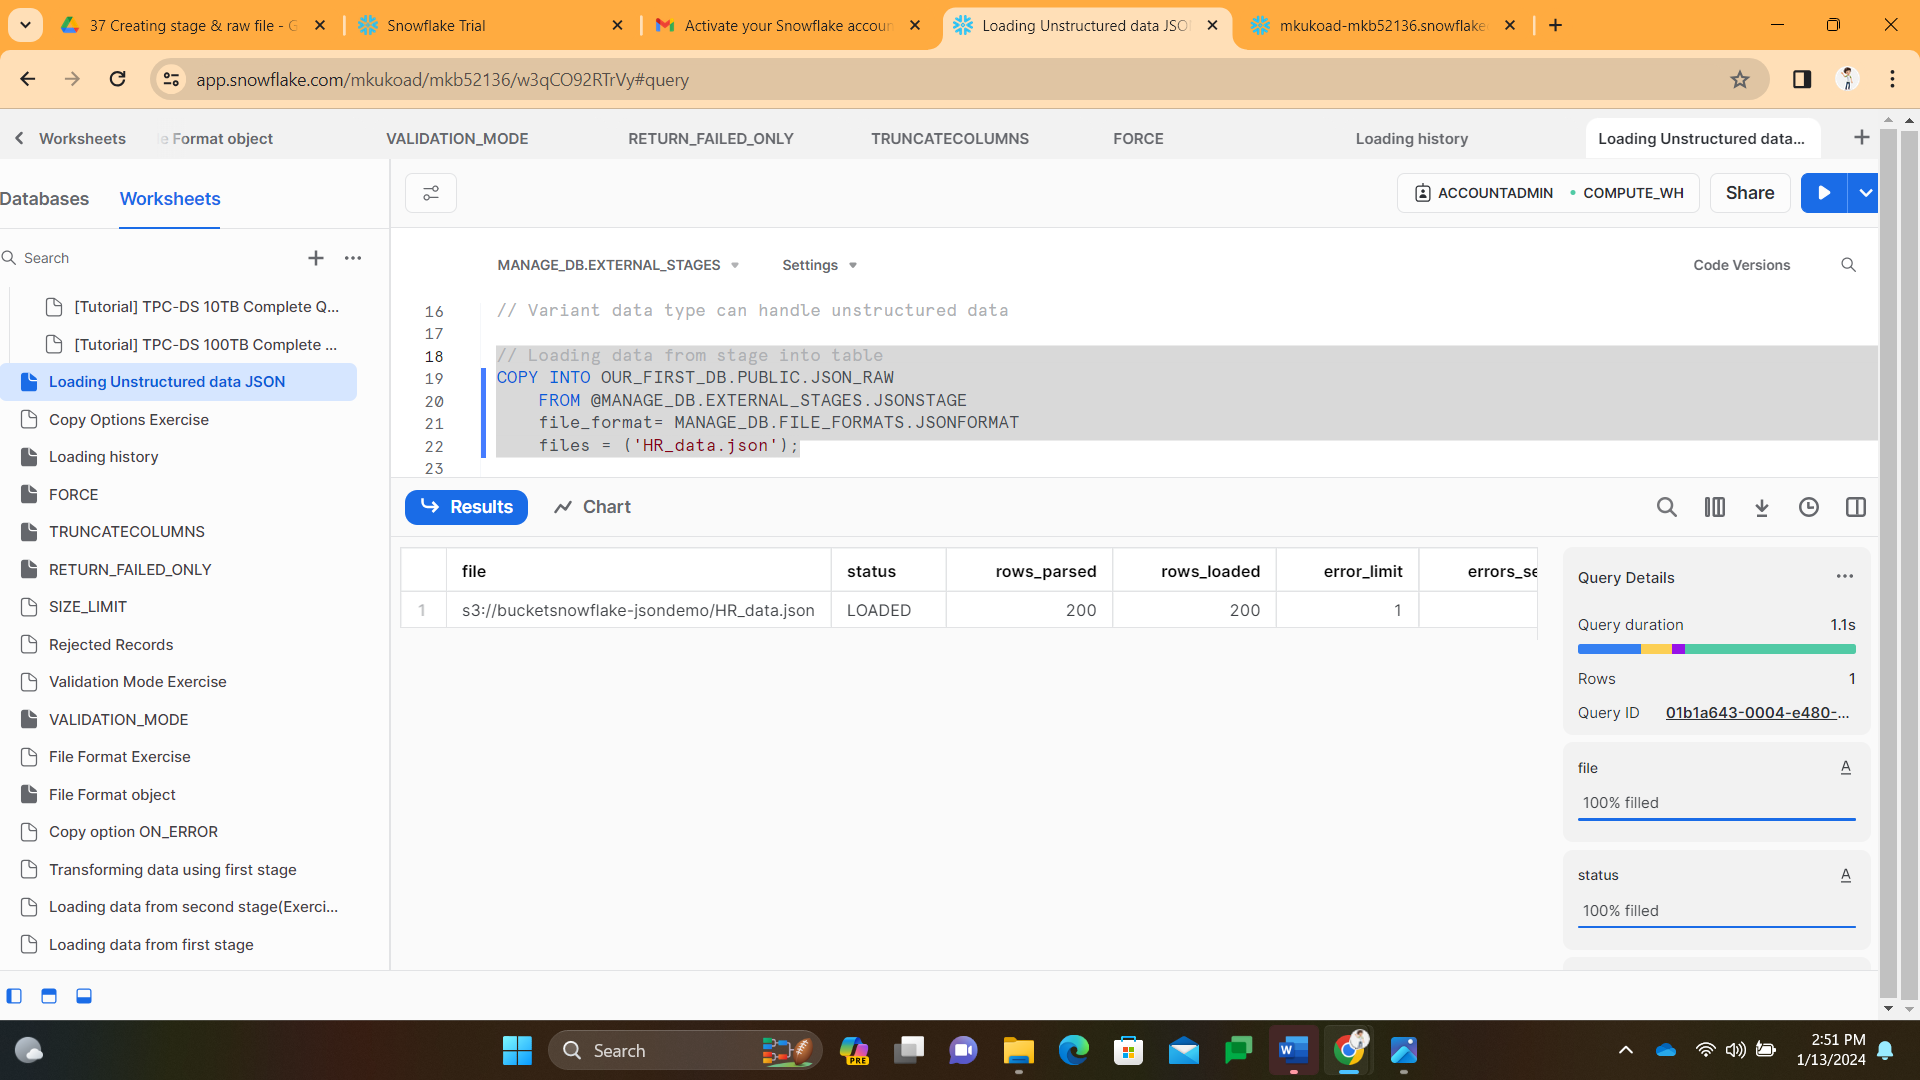 37 Creating stage & raw file - G
Snowflake Trial
Activate your Snowflake accoun
Loading Unstructured data JSO
mkukoad-mkb52136.snowflake
app.snowflake.com/mkukoad/mkb52136/w3qCO92RTrVy#query
Worksheets
e Format object
VALIDATION_MODE
RETURN_FAILED_ONLY
TRUNCATECOLUMNS
FORCE
Loading history
Loading Unstructured data...
Databases
Worksheets
ACCOUNTADMIN
COMPUTE_WH
Share
Search
MANAGE_DB.EXTERNAL_STAGES
Settings
Code Versions
[Tutorial] TPC-DS 10TB Complete Q...
[Tutorial] TPC-DS 100TB Complete ...
Loading Unstructured data JSON
Copy Options Exercise
Loading history
FORCE
TRUNCATECOLUMNS
RETURN_FAILED_ONLY
SIZE_LIMIT
Rejected Records
Validation Mode Exercise
VALIDATION_MODE
File Format Exercise
File Format object
Copy option ON_ERROR
Transforming data using first stage
Loading data from second stage(Exerci...
Loading data from first stage
16 // Variant data type can handle unstructured data
17
18 // Loading data from stage into table
19 COPY INTO OUR_FIRST_DB.PUBLIC.JSON_RAW
20 FROM @MANAGE_DB.EXTERNAL_STAGES.JSONSTAGE
21 file_format= MANAGE_DB.FILE_FORMATS.JSONFORMAT
22 files = ('HR_data.json');
23
Results
Chart
file status rows_parsed rows_loaded error_limit errors_se
1 s3://bucketsnowflake-jsondemo/HR_data.json LOADED 200 200 1
Query Details
Query duration 1.1s
Rows 1
Query ID 01b1a643-0004-e480-...
file A
100% filled
status A
100% filled
Search
PRE
2:51 PM
1/13/2024